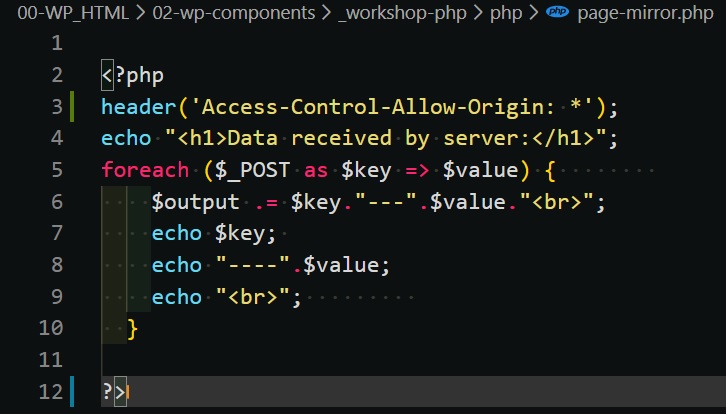 00-WP_HTML > 02-wp-components > _workshop-php > php > php page-mirror.php
1
2 <?php
3 header('Access-Control-Allow-Origin: *');
4 echo "<h1>Data received by server:</h1>";
5 foreach ($_POST as $key => $value) {
6     $output .= $key."---".$value."<br>";
7     echo $key;
8     echo "----".$value;
9     echo "<br>";
10   }
11
12 ?>